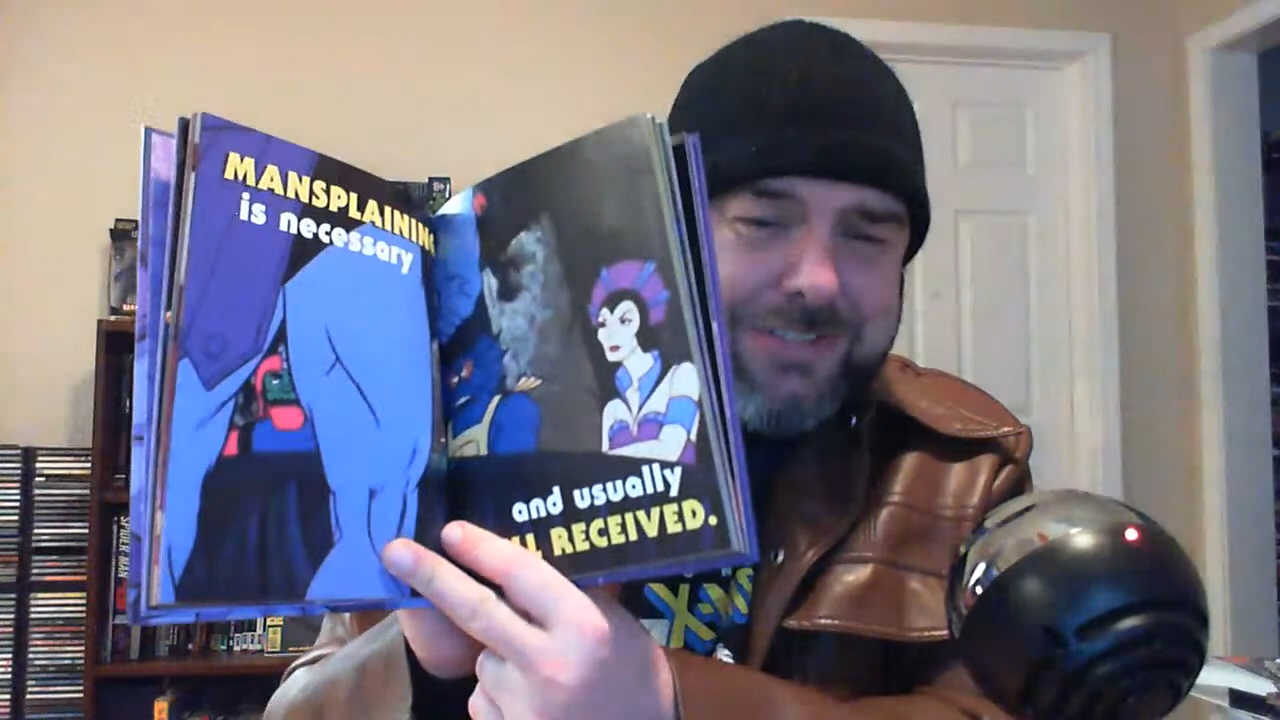 MANSPLAINING
is necessary
and usually
RECEIVED.
SPIDER-MAN